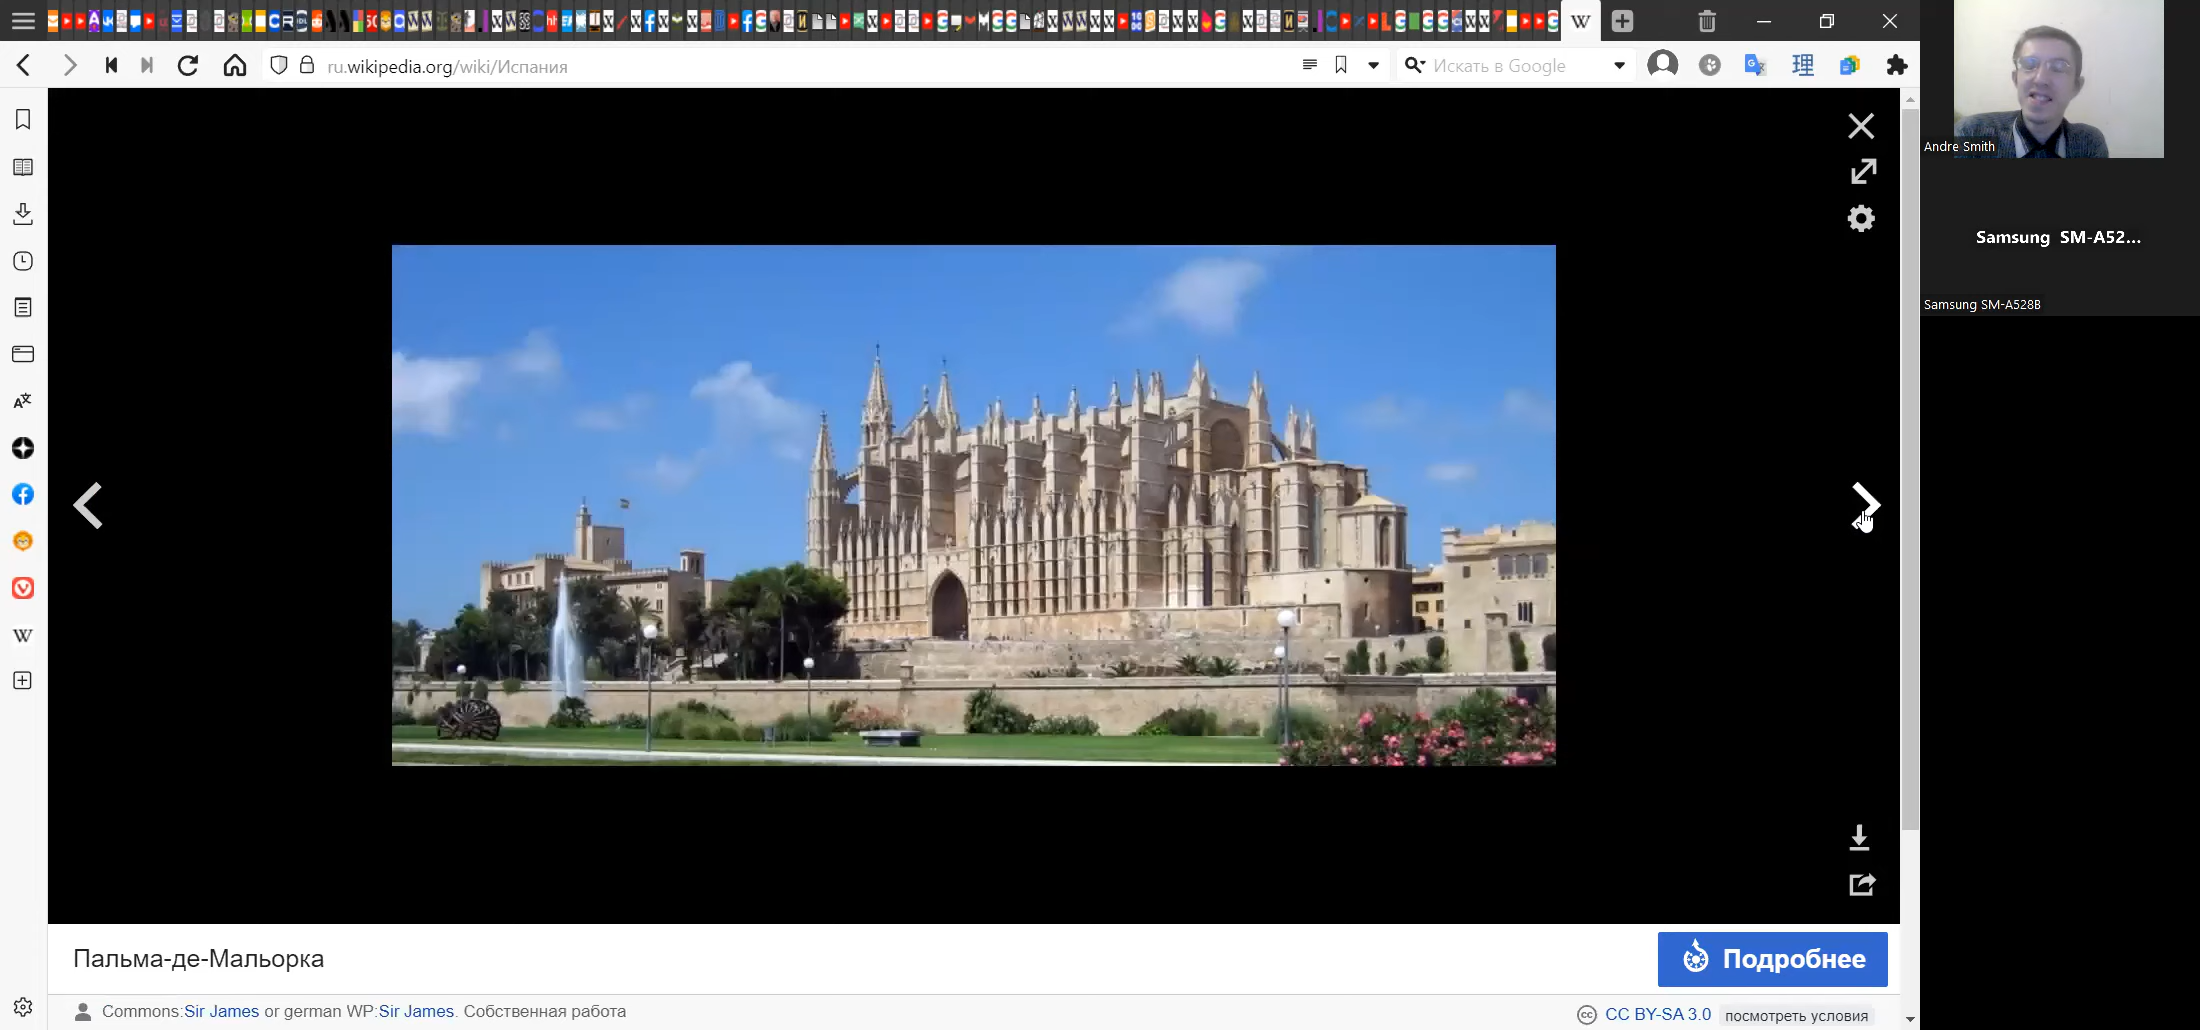 ru.wikipedia.org/wiki/Испания
Искать в Google
Andre Smith
Samsung SM-A52...
Samsung SM-A528B
Пальма-де-Мальорка
Подробнее
Commons:Sir James or german WP:Sir James. Собственная работа
CC BY-SA 3.0 посмотреть условия